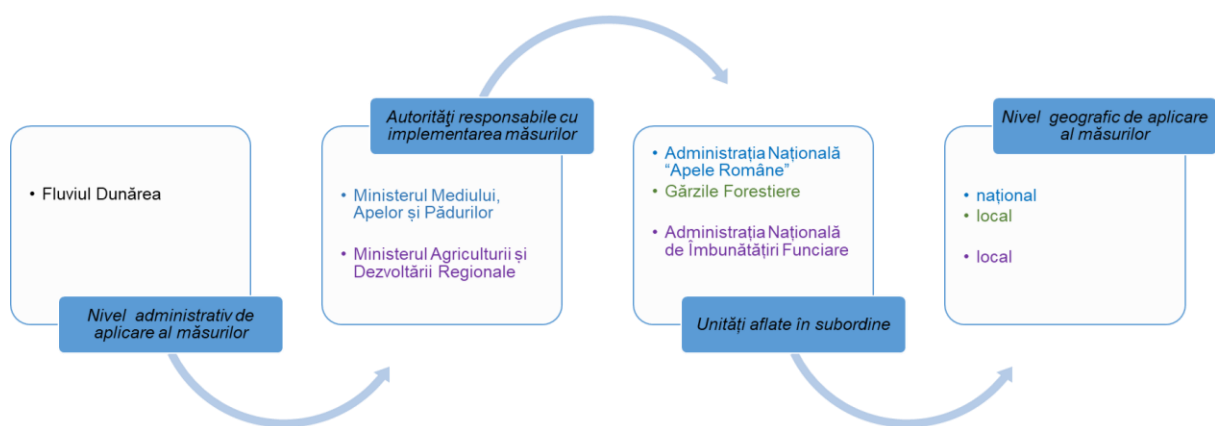 • Fluviul Dunărea
Nivel administrativ de
aplicare al măsurilor
Autorități responsabile cu
implementarea măsurilor
• Ministerul Mediului,
Apelor și Pădurilor
• Ministerul Agriculturii și
Dezvoltării Regionale
• Administrația Națională
“Apele Române”
• Gărzile Forestiere
• Administrația Națională
de Îmbunătățiri Funciare
Unități aflate în subordine
Nivel geografic de aplicare
al măsurilor
• național
• local
• local